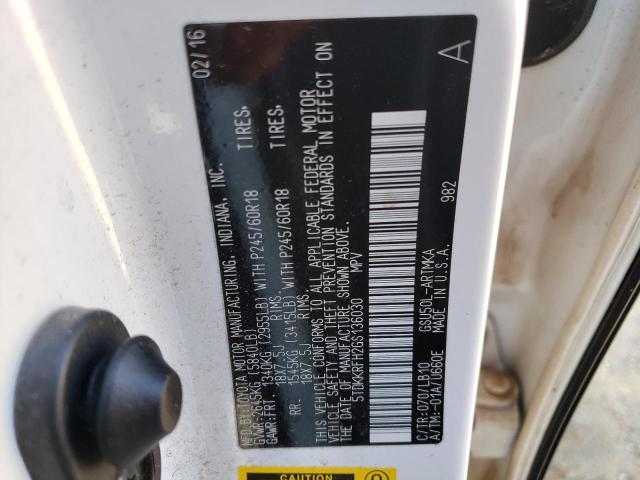 MFD.BY:TOYOTA MOTOR MANUFACTURING, INDIANA, INC. 02/16
GVWR:2645KG (5840LB)
GAWR:FRT. 1340KG (2955LB) WITH P245/60R18 TIRES.
18X7.5J RIMS.
RR. 1545KG (3415LB) WITH P245/60R18 TIRES.
18X7.5J RIMS.
THIS VEHICLE CONFORMS TO ALL APPLICABLE FEDERAL MOTOR
VEHICLE SAFETY AND THEFT PREVENTION STANDARDS IN EFFECT ON
THE DATE OF MANUFACTURE SHOWN ABOVE.
5TDKKRFH2GS136030 MPV
C/TR:070/LB10 GSU50L-ARTMKA A
A/TM:-01A/U660E MADE IN U.S.A. 982
CAUTION